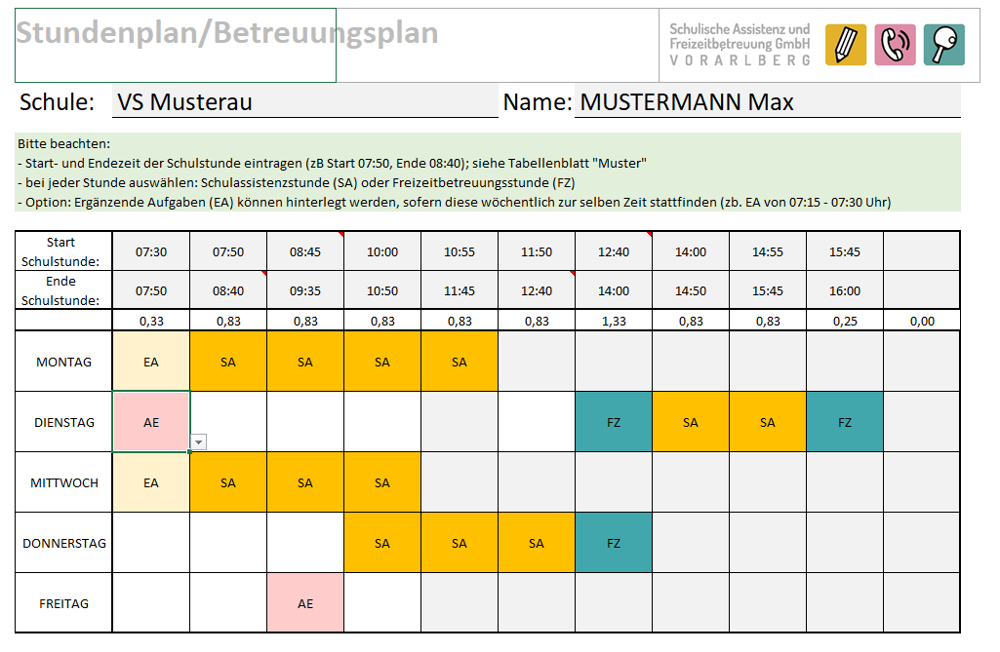 Stundenplan/Betreuungsplan
Schulische Assistenz und
Freizeitbetreuung GmbH
VORARLBERG
Schule: VS Musterau Name: MUSTERMANN Max
Bitte beachten:
- Start- und Endezeit der Schulstunde eintragen (zB Start 07:50, Ende 08:40); siehe Tabellenblatt "Muster"
- bei jeder Stunde auswählen: Schulassistenzstunde (SA) oder Freizeitbetreuungsstunde (FZ)
- Option: Ergänzende Aufgaben (EA) können hinterlegt werden, sofern diese wöchentlich zur selben Zeit stattfinden (zb. EA von 07:15 - 07:30 Uhr)
Start
Schulstunde: 07:30 07:50 08:45 10:00 10:55 11:50 12:40 14:00 14:55 15:45
Ende
Schulstunde: 07:50 08:40 09:35 10:50 11:45 12:40 14:00 14:50 15:45 16:00
0,33 0,83 0,83 0,83 0,83 0,83 1,33 0,83 0,83 0,25 0,00
MONTAG EA SA SA SA SA
DIENSTAG AE FZ SA SA FZ
MITTWOCH EA SA SA SA
DONNERSTAG SA SA SA FZ
FREITAG AE